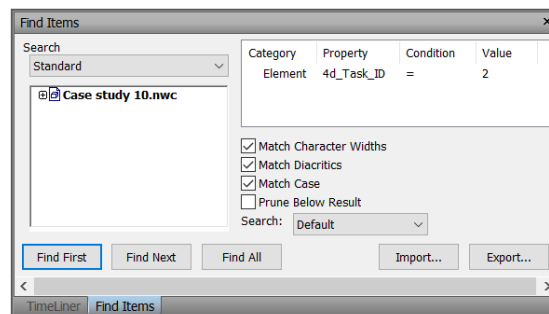 Find Items
Search
Standard
Case study 10.nwc
Category Property Condition Value
Element 4d_Task_ID = 2
Match Character Widths
Match Diacritics
Match Case
Prune Below Result
Search: Default
Find First Find Next Find All Import... Export...
TimeLiner Find Items